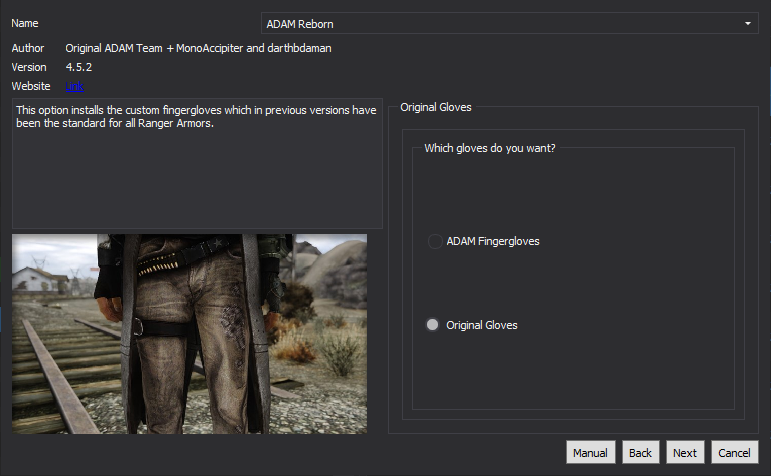 Name
ADAM Reborn
Author Original ADAM Team + MonoAccipiter and darthbdaman
Version 4.5.2
Website Link
This option installs the custom fingergloves which in previous versions have
been the standard for all Ranger Armors.
Original Gloves
Which gloves do you want?
ADAM Fingergloves
Original Gloves
Manual
Back
Next
Cancel